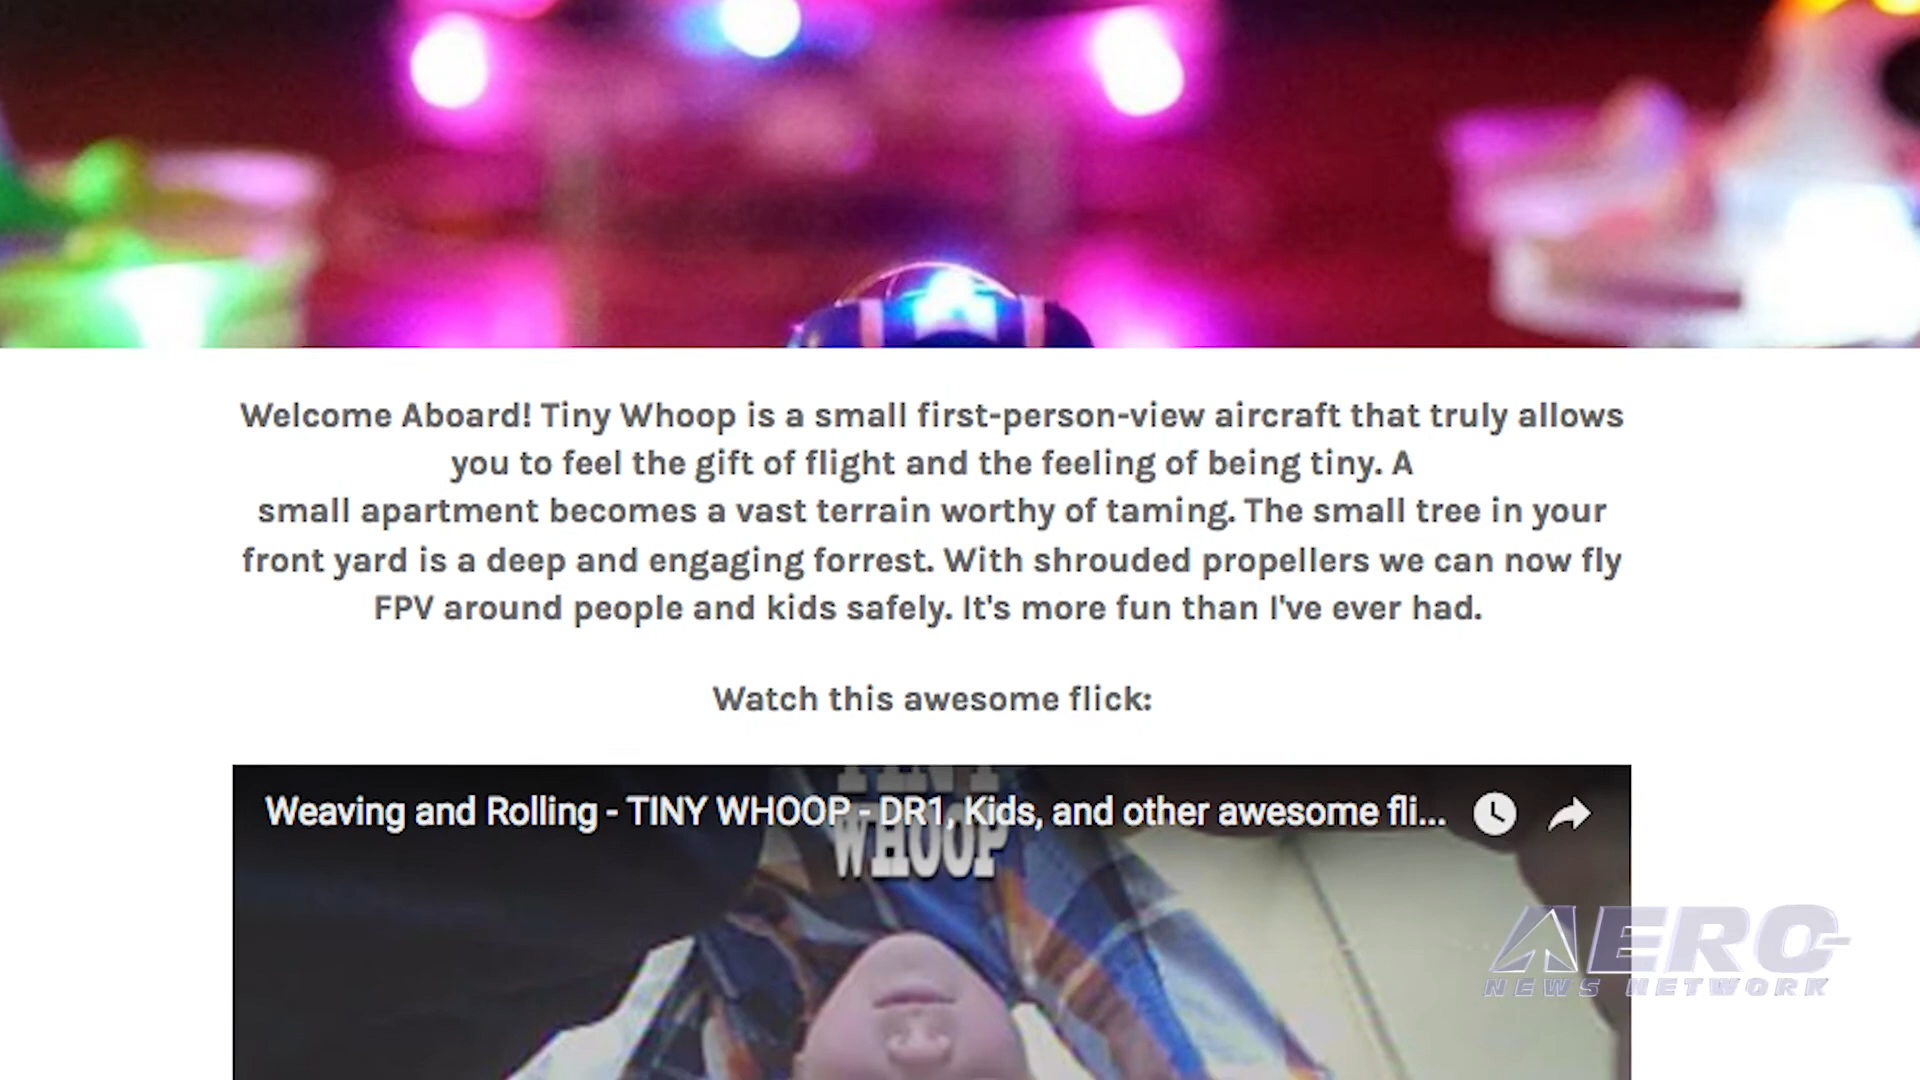 Welcome Aboard! Tiny Whoop is a small first-person-view aircraft that truly allows
you to feel the gift of flight and the feeling of being tiny. A
small apartment becomes a vast terrain worthy of taming. The small tree in your
front yard is a deep and engaging forrest. With shrouded propellers we can now fly
FPV around people and kids safely. It's more fun than I've ever had.
Watch this awesome flick:
TINY
Weaving and Rolling - TINY WHOOP - DR1, Kids, and other awesome fli...
WHOOP
AERO
NEWS NETWORK